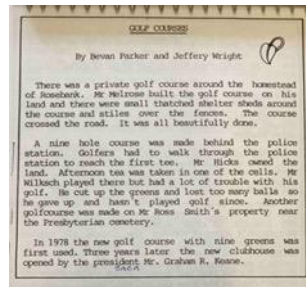 GOLF COURSES
By Bevan Parker and Jeffery Wright
There was a private golf course around the homestead
of Rosebank. Mr Melrose built the golf course on his
land and there were small thatched shelter sheds around
the course and stiles over the fences. The course
crossed the road. It was all beautifully done.
A nine hole course was made behind the police
station. Golfers had to walk through the police
station to reach the first tee. Mr Hicks owned the
land. Afternoon tea was taken in one of the cells. Mr
Wilksch played there but had a lot of trouble with his
golf. He cut up the greens and lost too many balls so
he gave up and hasn't played golf since. Another
golfcourse was made on Mr Ross Smith's property near
the Presbyterian cemetery.
In 1978 the new golf course with nine greens was
first used. Three years later the new clubhouse was
opened by the president Mr. Graham R. Keane.